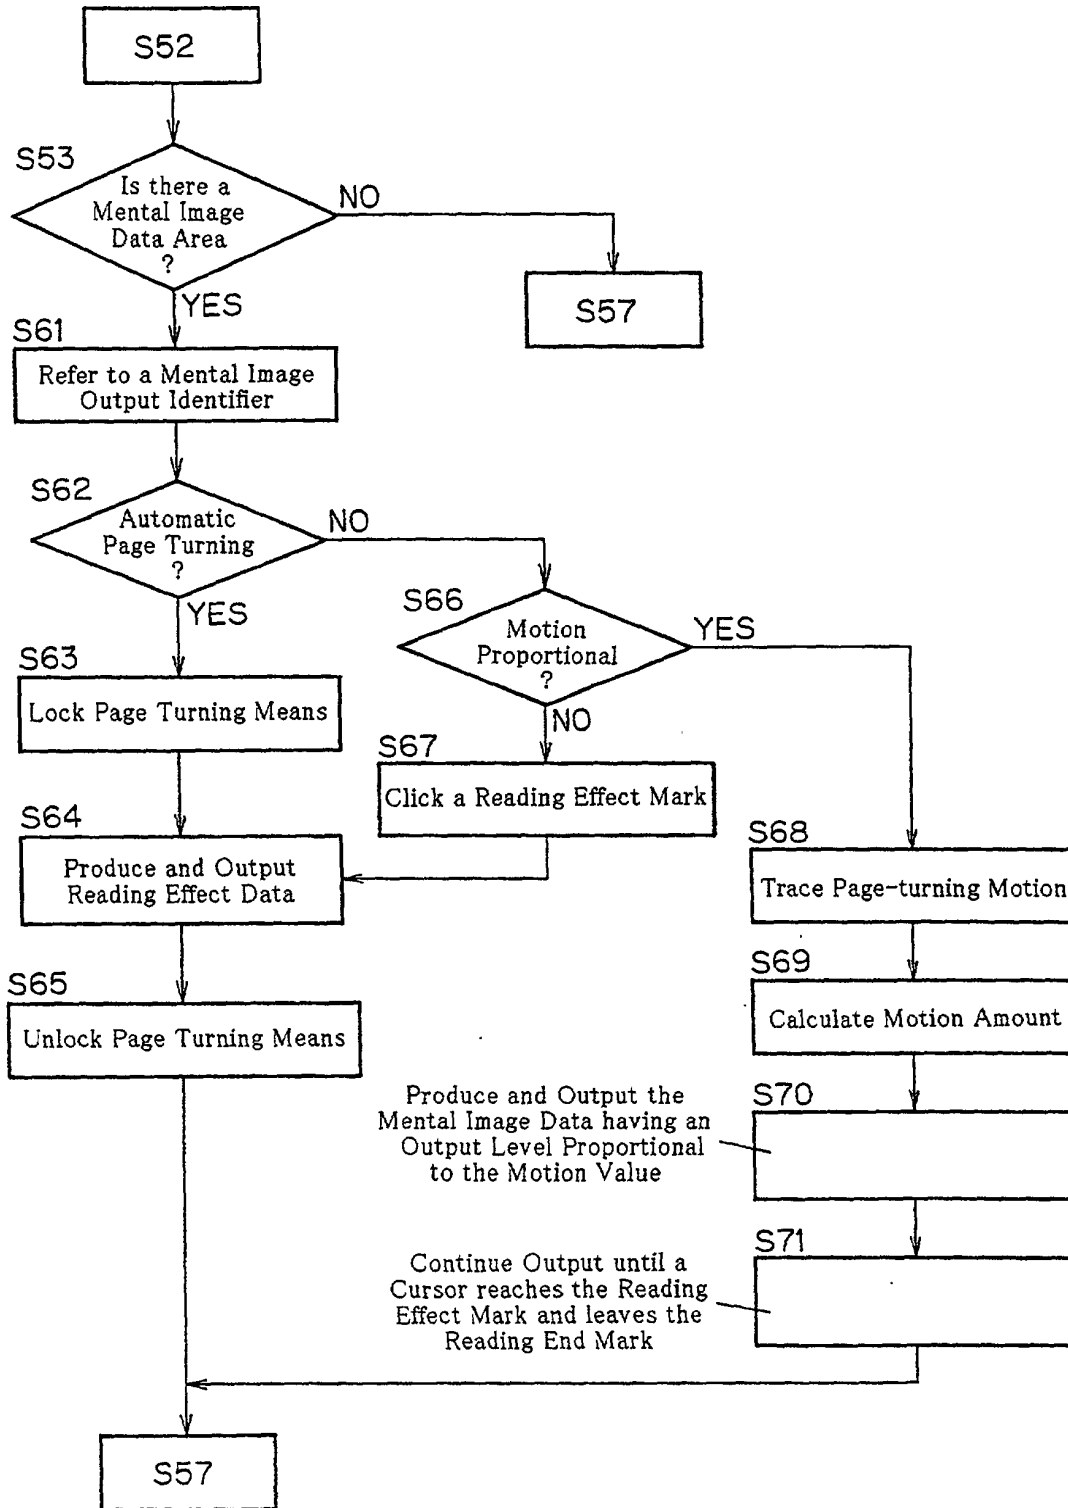 S52
S53
Is there a
Mental Image
Data Area
?
NO
YES
S57
S61
Refer to a Mental Image
Output Identifier
S62
Automatic
Page Turning
?
NO
YES
S66
Motion
Proportional
?
YES
NO
S63
Lock Page Turning Means
S67
Click a Reading Effect Mark
S64
Produce and Output
Reading Effect Data
S68
Trace Page-turning Motion
S65
Unlock Page Turning Means
S69
Calculate Motion Amount
S70
Produce and Output the
Mental Image Data having an
Output Level Proportional
to the Motion Value
S71
Continue Output until a
Cursor reaches the Reading
Effect Mark and leaves the
Reading End Mark
S57